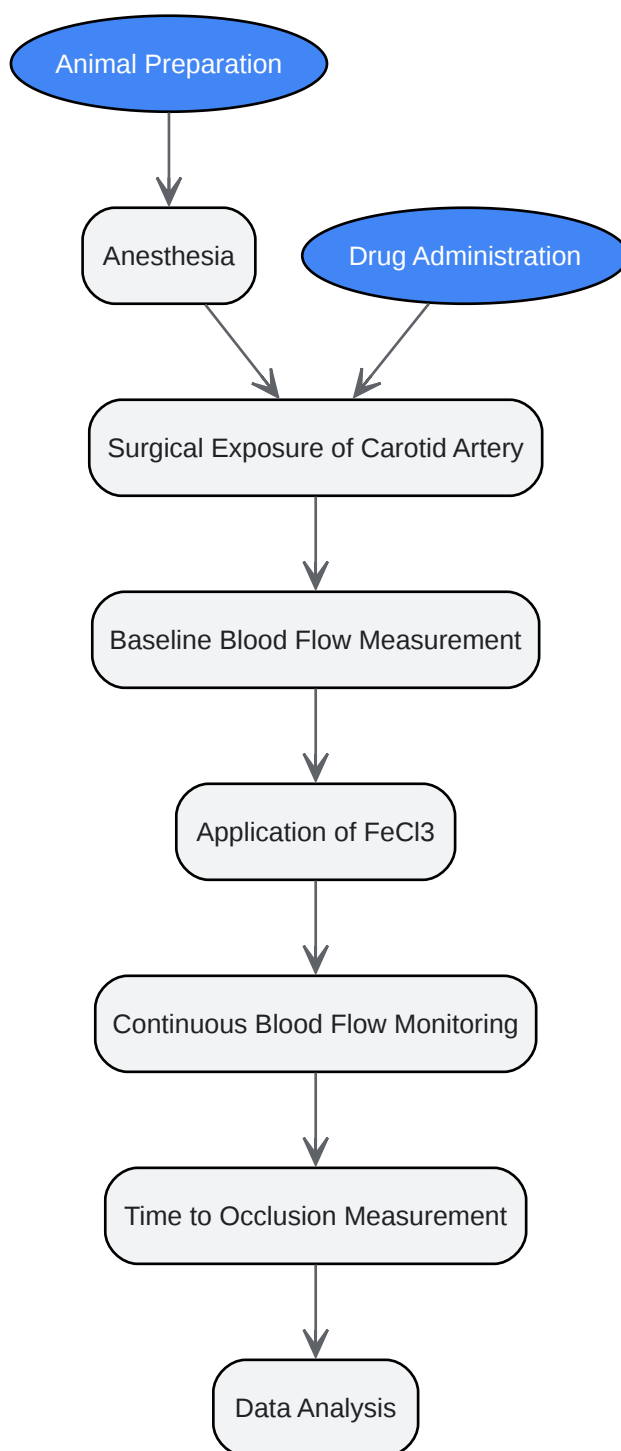 Animal Preparation
Anesthesia
Drug Administration
Surgical Exposure of Carotid Artery
Baseline Blood Flow Measurement
Application of FeCl3
Continuous Blood Flow Monitoring
Time to Occlusion Measurement
Data Analysis